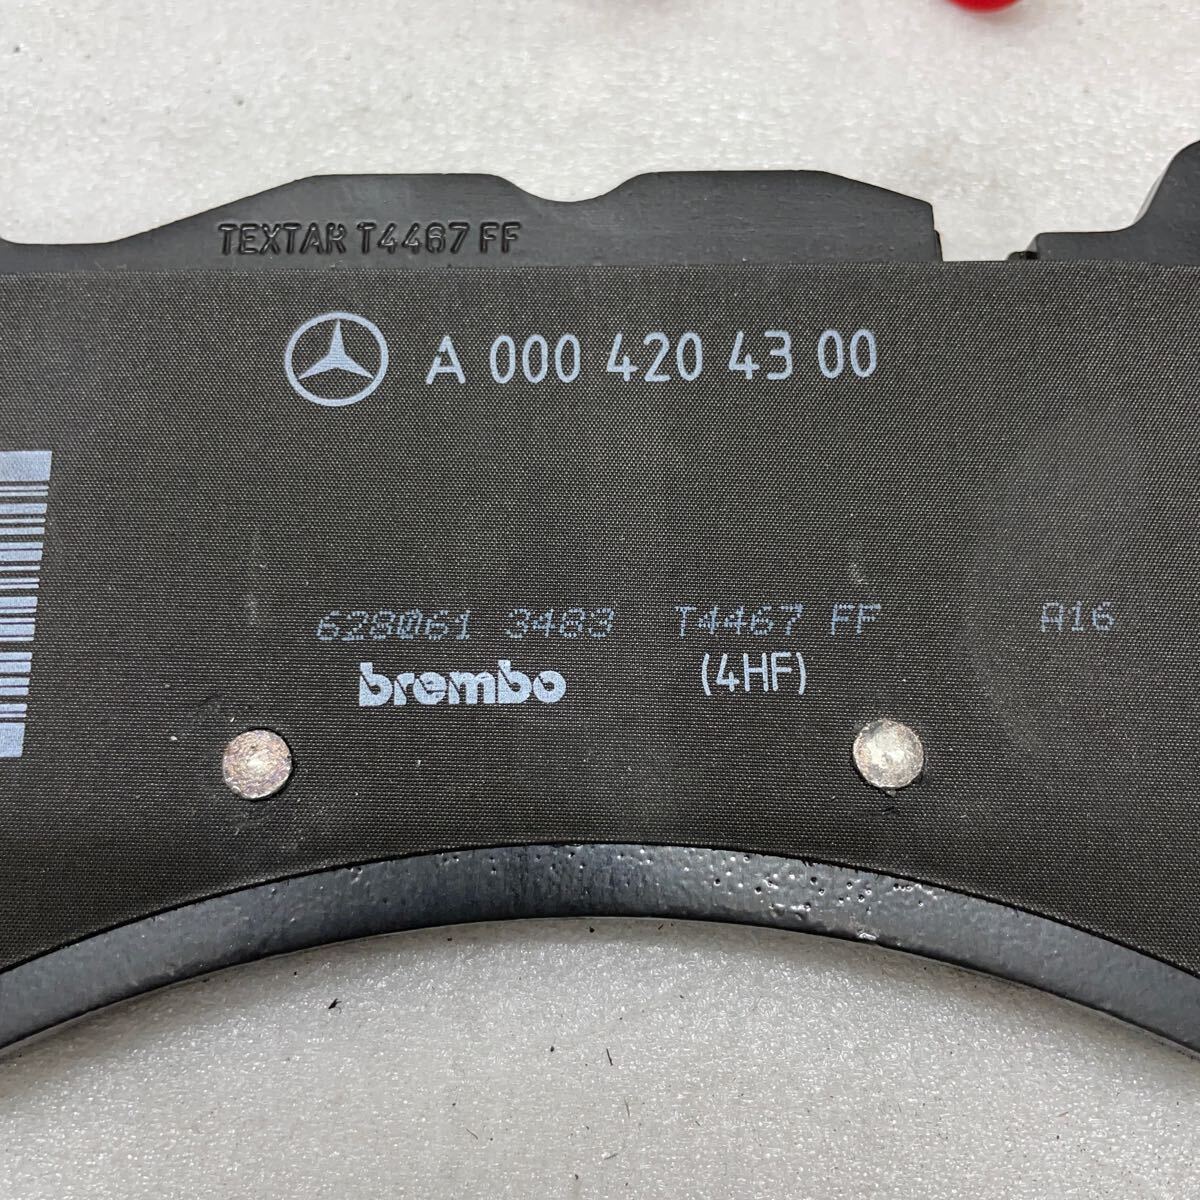 TEXTAR T4467 FF
A 000 420 43 00
628061 3483 T4467 FF A16
brembo (4HF)